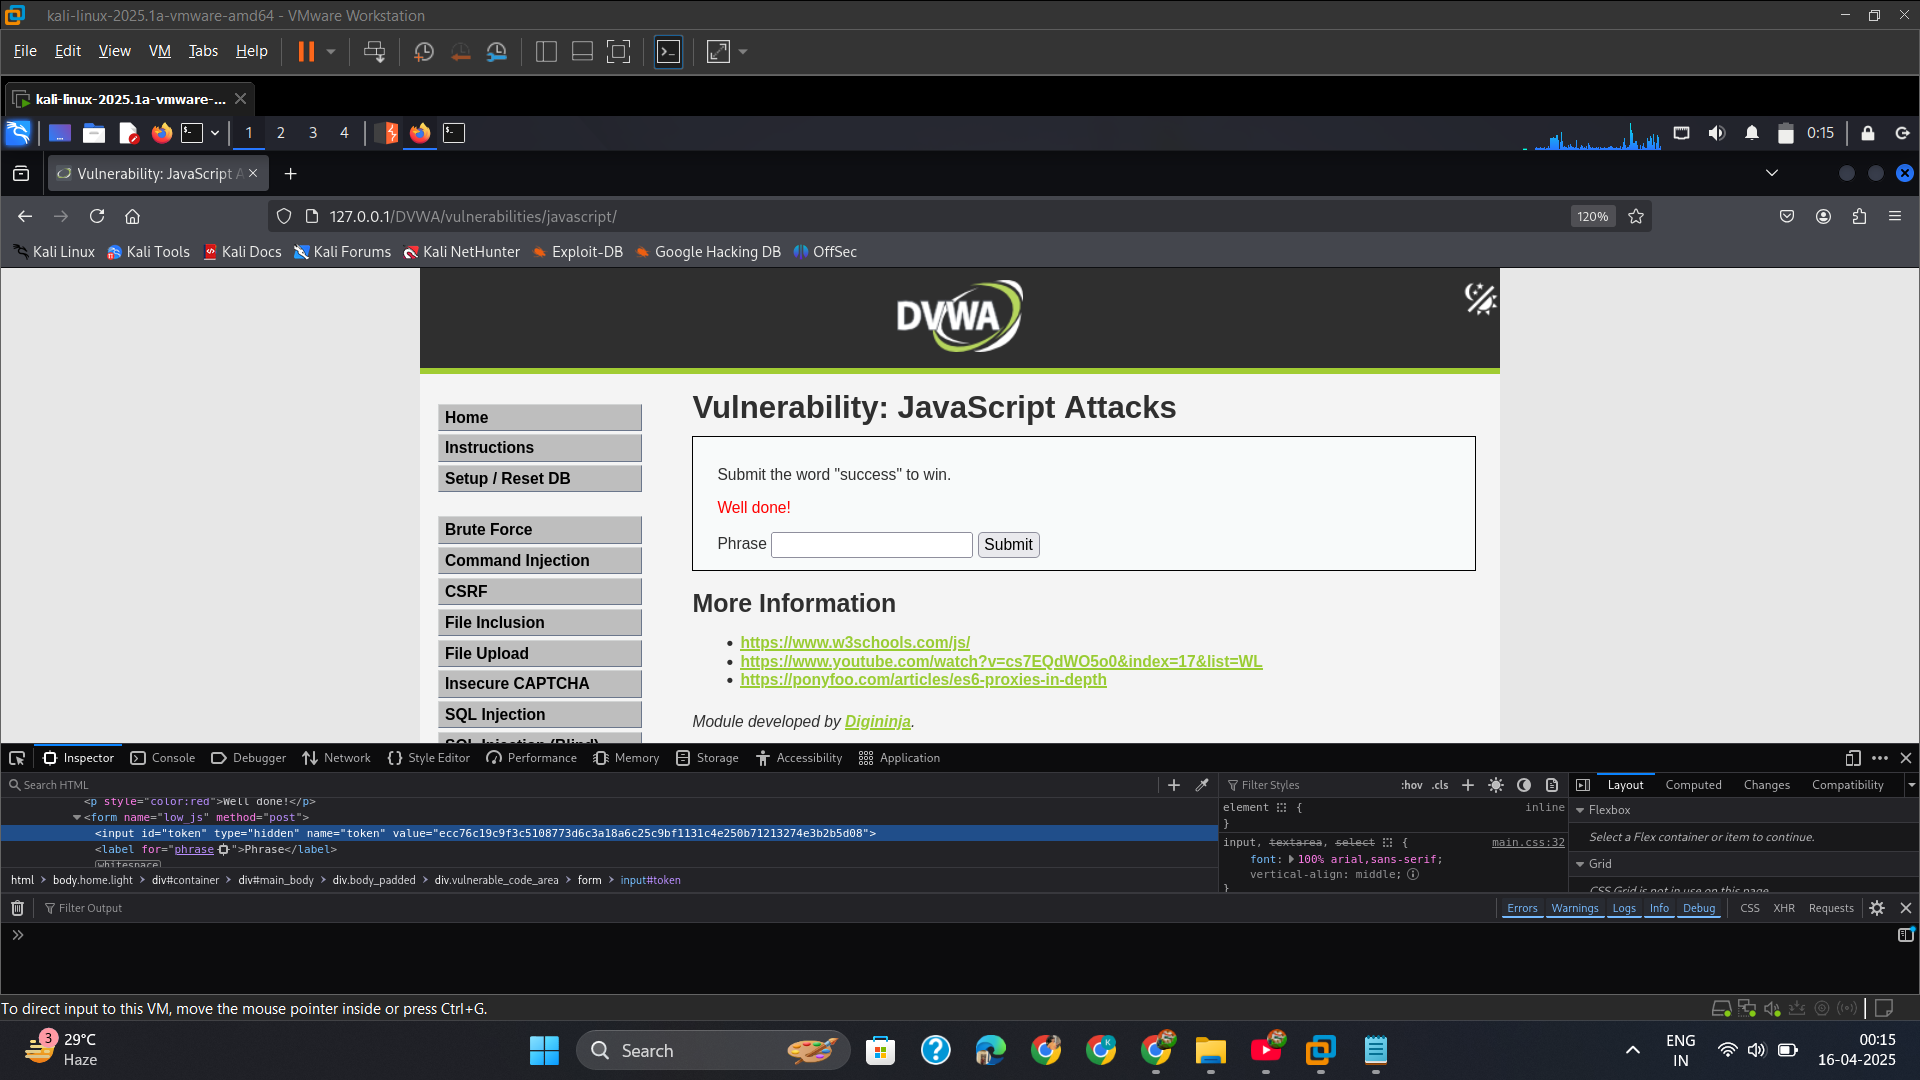 kali-linux-2025.1a-vmware-amd64 - VMware Workstation
File Edit View VM Tabs Help
kali-linux-2025.1a-vmware-...
1 2 3 4 0:15
Vulnerability: JavaScript A
127.0.0.1/DVWA/vulnerabilities/javascript/ 120%
Kali Linux Kali Tools Kali Docs Kali Forums Kali NetHunter Exploit-DB Google Hacking DB OffSec
DVWA
Vulnerability: JavaScript Attacks
Home
Instructions
Setup / Reset DB
Brute Force
Command Injection
CSRF
File Inclusion
File Upload
Insecure CAPTCHA
SQL Injection
SQL Injection (Blind)
Submit the word "success" to win.
Well done!
Phrase Submit
More Information
• https://www.w3schools.com/js/
• https://www.youtube.com/watch?v=cs7EQdWO5o0&index=17&list=WL
• https://ponyfoo.com/articles/es6-proxies-in-depth
Module developed by Digininja.
Inspector Console Debugger Network Style Editor Performance Memory Storage Accessibility Application
Search HTML
<p style="color:red">Well done!</p>
<form name="low_js" method="post">
<input id="token" type="hidden" name="token" value="ecc76c19c9f3c5108773d6c3a18a6c25c9bf1131c4e250b71213274e3b2b5d08">
<label for="phrase">Phrase</label>
whitespace
html > body.home.light > div#container > div#main_body > div.body_padded > div.vulnerable_code_area > form > input#token
Filter Styles :hov .cls
element { inline
}
input, textarea, select { main.css:32
font: 100% arial,sans-serif;
vertical-align: middle;
}
Layout Computed Changes Compatibility
Flexbox
Select a Flex container or item to continue.
Grid
CSS Grid is not in use on this page
Filter Output Errors Warnings Logs Info Debug CSS XHR Requests
»
To direct input to this VM, move the mouse pointer inside or press Ctrl+G.
3
29°C
Haze
Search
ENG
IN
00:15
16-04-2025